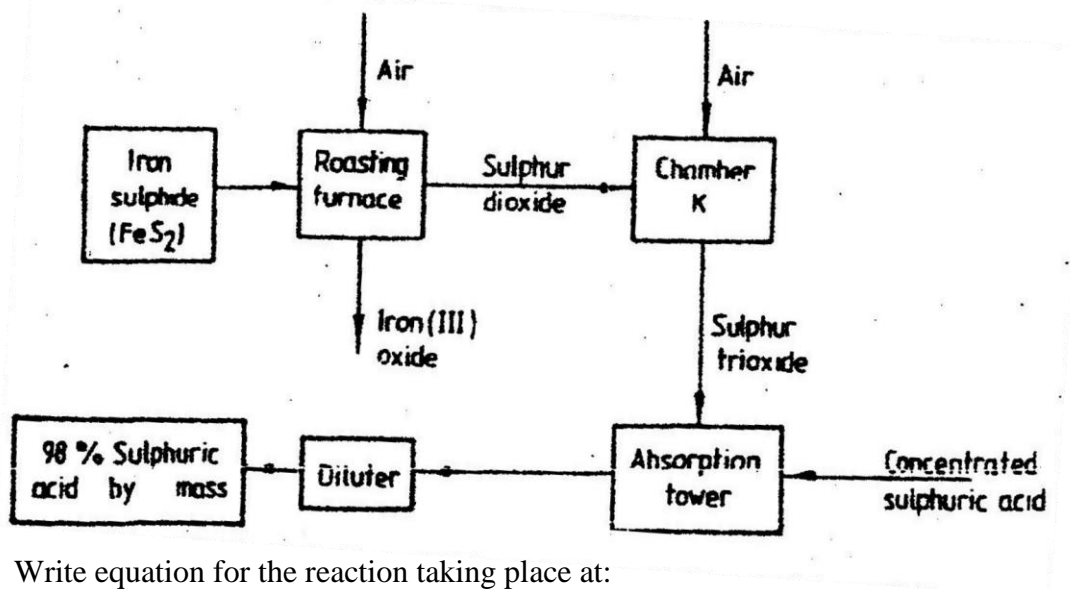 Air
Air
Iron
sulphide
(FeS2)
Roasting
furnace
Sulphur
dioxide
Chamber
K
Iron (III)
oxide
Sulphur
trioxide
98 % Sulphuric
acid by mass
Diluter
Absorption
tower
Concentrated
sulphuric acid
Write equation for the reaction taking place at: